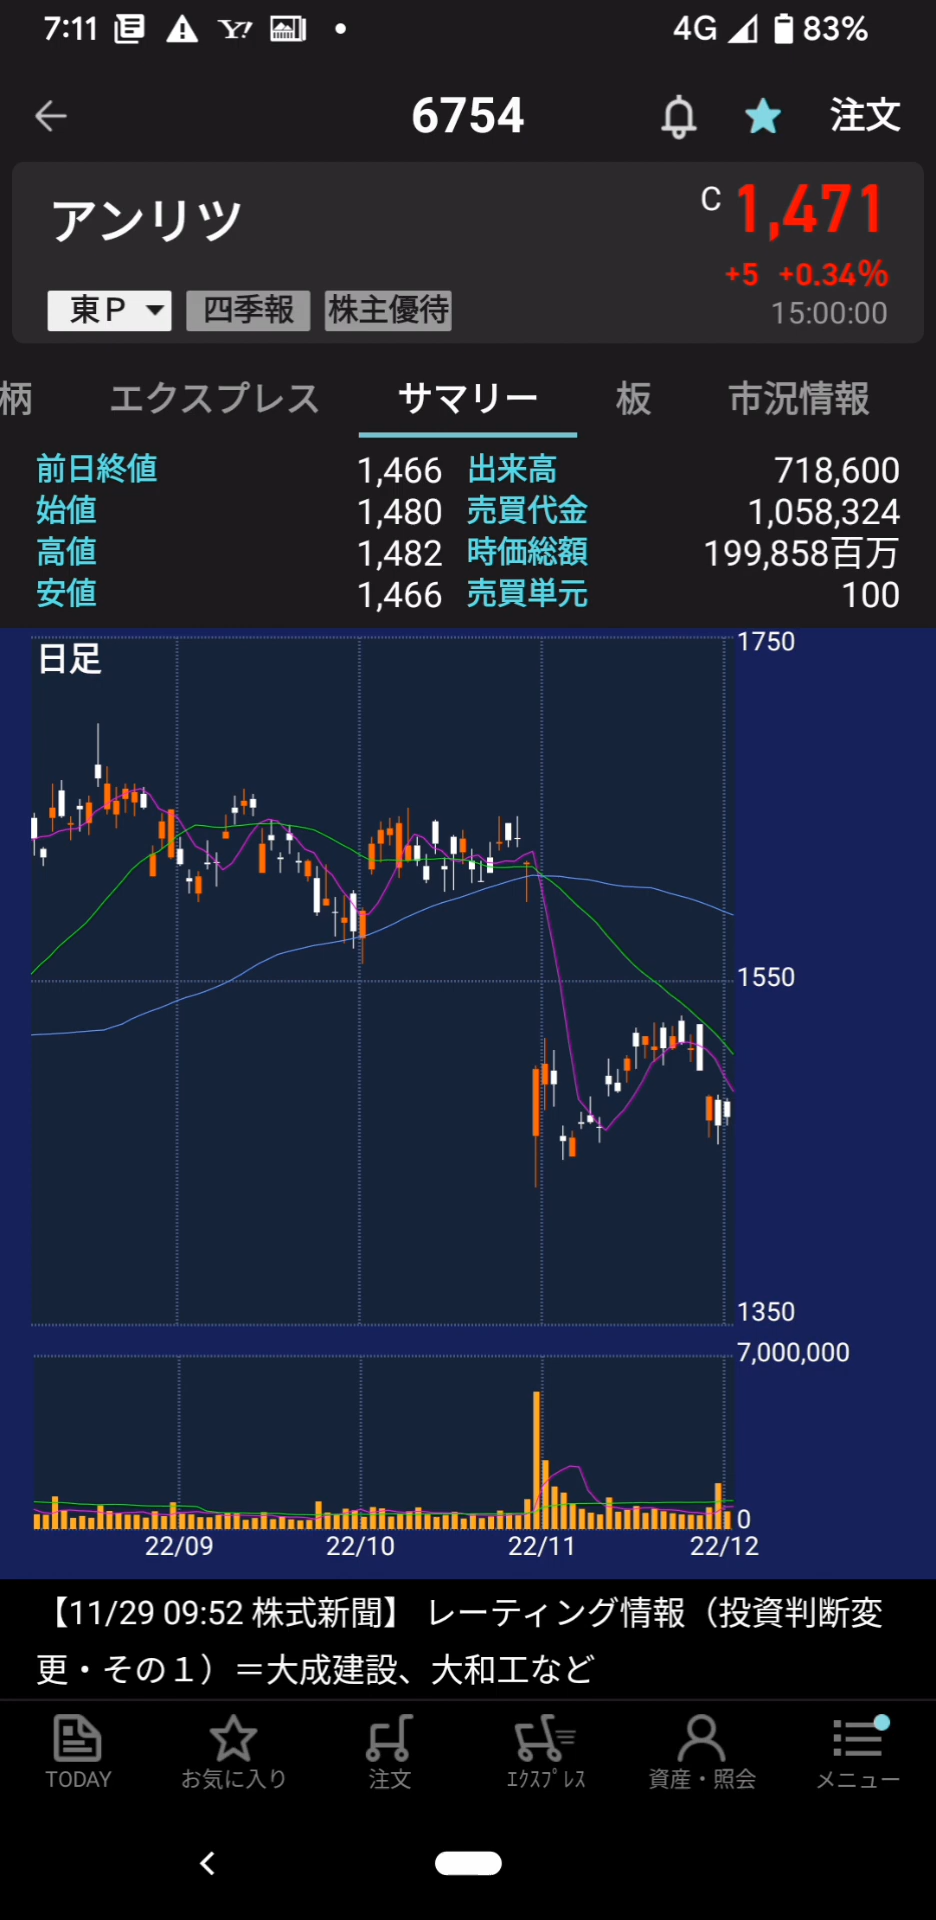 7:11 Y! 4G 83%
6754 注文
アンリツ C 1,471
+5 +0.34%
東P 四季報 株主優待 15:00:00
柄 エクスプレス サマリー 板 市況情報
前日終値 1,466 出来高 718,600
始値 1,480 売買代金 1,058,324
高値 1,482 時価総額 199,858百万
安値 1,466 売買単元 100
日足
1750
1550
1350
7,000,000
0
22/09 22/10 22/11 22/12
【11/29 09:52 株式新聞】 レーティング情報（投資判断変
更・その１）＝大成建設、大和工など
TODAY お気に入り 注文 ｴｸｽﾌﾟﾚｽ 資産・照会 メニュー